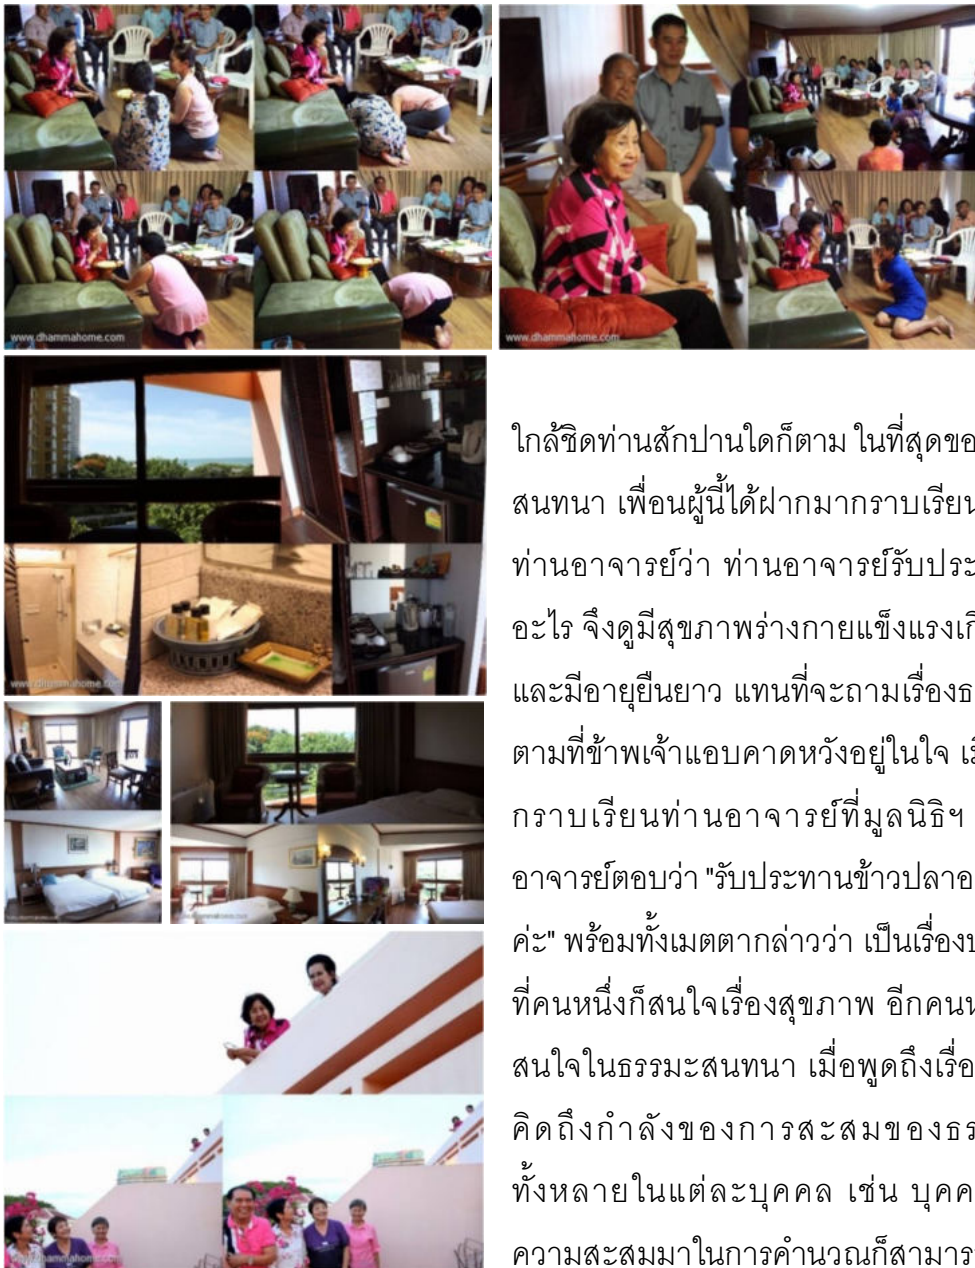 www.dhammahome.com
www.dhammahome.com
www.dhammahome.com
ใกล้ชิดท่านสักปานใดก็ตาม ในที่สุดขอ
สนทนา เพื่อนผู้นี้ได้ฝากมากราบเรียน
ท่านอาจารย์ว่า ท่านอาจารย์รับประ
อะไร จึงดูมีสุขภาพร่างกายแข็งแรงเกิ
และมีอายุยืนยาว แทนที่จะถามเรื่องธ
ตามที่ข้าพเจ้าแอบคาดหวังอยู่ในใจ เมื
กราบเรียนท่านอาจารย์ที่มูลนิธิฯ
อาจารย์ตอบว่า "รับประทานข้าวปลาอ
ค่ะ" พร้อมทั้งเมตตากล่าวว่า เป็นเรื่อง
ที่คนหนึ่งก็สนใจเรื่องสุขภาพ อีกคน
สนใจในธรรมะสนทนา เมื่อพูดถึงเรื่อ
คิดถึงกำลังของการสะสมของธร
ทั้งหลายในแต่ละบุคคล เช่น บุคค
ความสะสมมาในการคำนวณก็สามาร